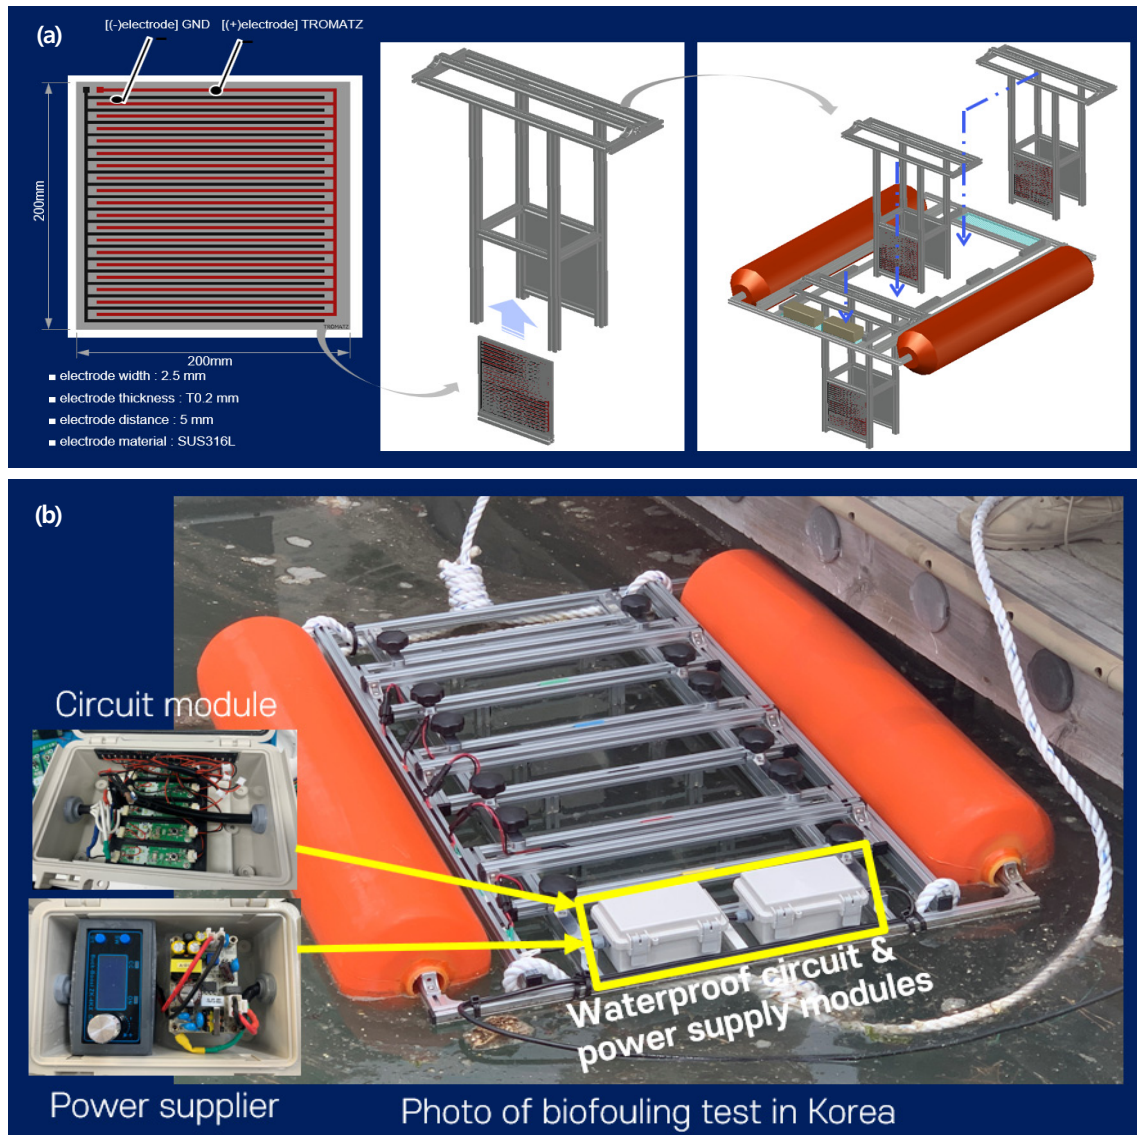 (a)
[(-)electrode] GND
[(+)electrode] TROMATZ
200mm
TROMATZ
200mm
electrode width : 2.5 mm
electrode thickness : T0.2 mm
electrode distance : 5 mm
electrode material : SUS316L
(b)
Circuit module
Waterproof circuit &
power supply modules
Power supplier
Photo of biofouling test in Korea